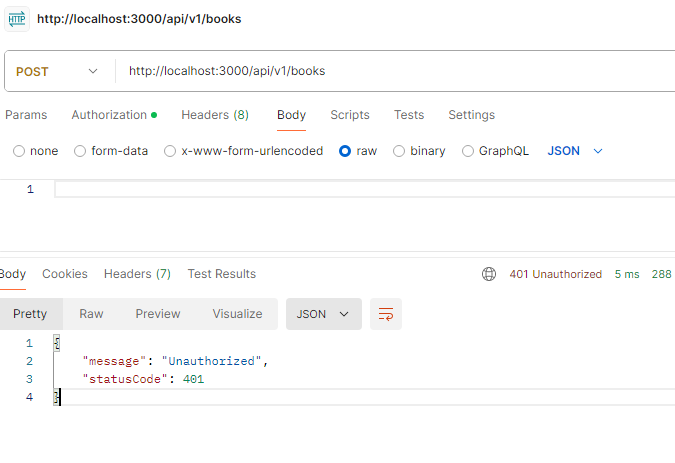 HTTP http://localhost:3000/api/v1/books
POST http://localhost:3000/api/v1/books
Params Authorization Headers (8) Body Scripts Tests Settings
none form-data x-www-form-urlencoded raw binary GraphQL JSON
1
Body Cookies Headers (7) Test Results 401 Unauthorized 5 ms 288
Pretty Raw Preview Visualize JSON
1 {
2 "message": "Unauthorized",
3 "statusCode": 401
4 }